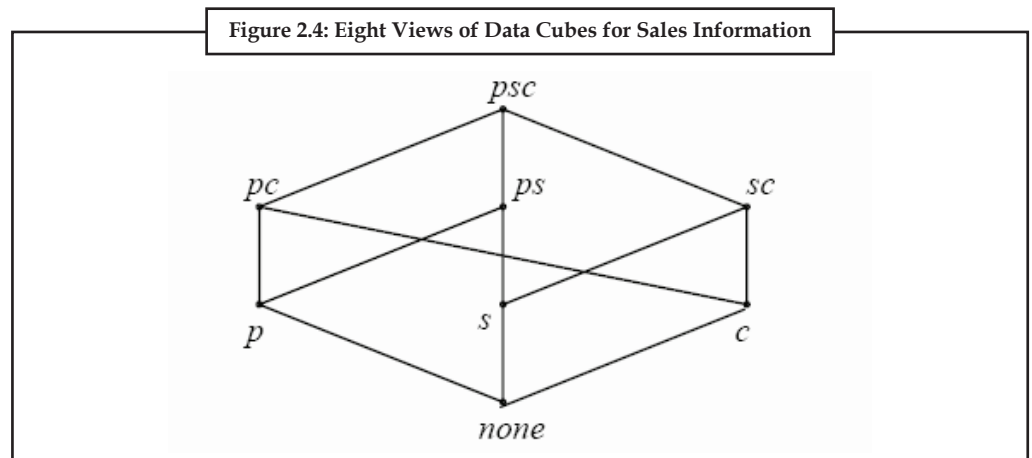 Figure 2.4: Eight Views of Data Cubes for Sales Information
psc
pc ps sc
p s c
none